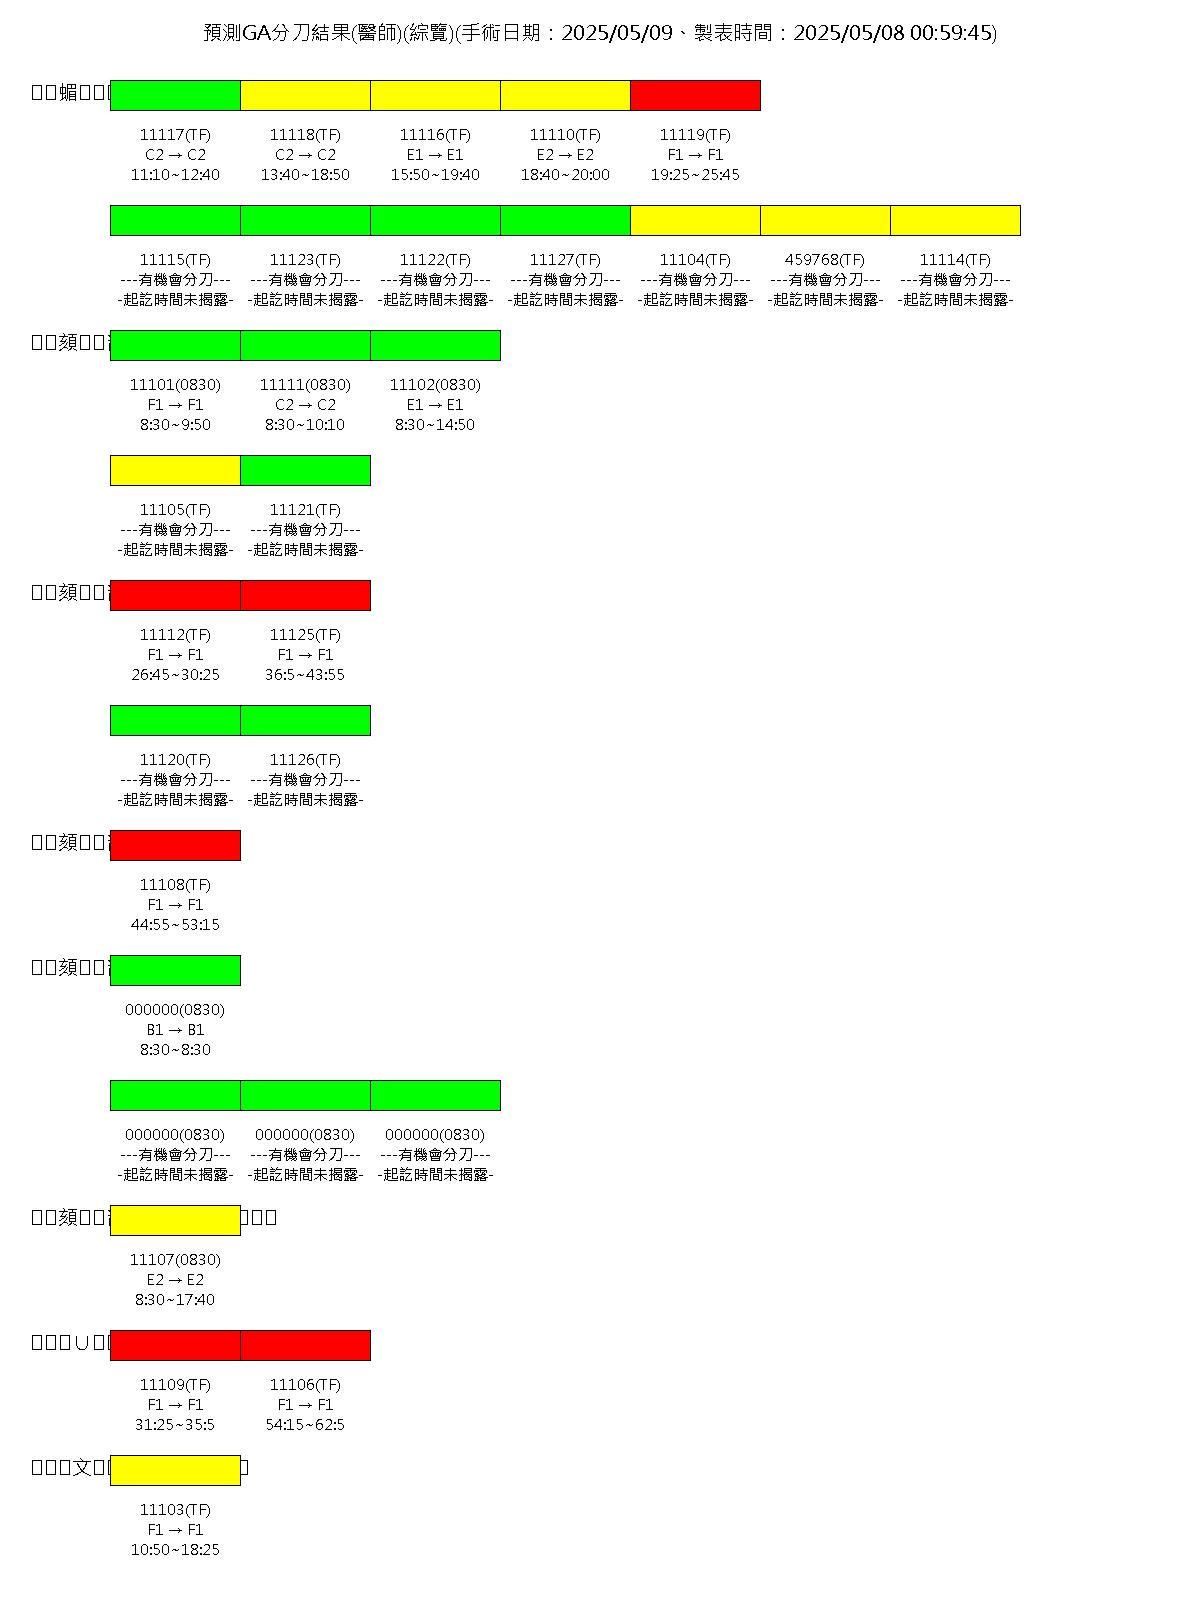 預測GA分刀結果(醫師)(綜覽)(手術日期：2025/05/09、製表時間：2025/05/08 00:59:45)
媚
11117(TF) 11118(TF) 11116(TF) 11110(TF) 11119(TF)
C2 → C2 C2 → C2 E1 → E1 E2 → E2 F1 → F1
11:10~12:40 13:40~18:50 15:50~19:40 18:40~20:00 19:25~25:45
11115(TF) 11123(TF) 11122(TF) 11127(TF) 11104(TF) 459768(TF) 11114(TF)
---有機會分刀--- ---有機會分刀--- ---有機會分刀--- ---有機會分刀--- ---有機會分刀--- ---有機會分刀--- ---有機會分刀---
-起訖時間未揭露- -起訖時間未揭露- -起訖時間未揭露- -起訖時間未揭露- -起訖時間未揭露- -起訖時間未揭露- -起訖時間未揭露-
頦
11101(0830) 11111(0830) 11102(0830)
F1 → F1 C2 → C2 E1 → E1
8:30~9:50 8:30~10:10 8:30~14:50
11105(TF) 11121(TF)
---有機會分刀--- ---有機會分刀---
-起訖時間未揭露- -起訖時間未揭露-
頦
11112(TF) 11125(TF)
F1 → F1 F1 → F1
26:45~30:25 36:5~43:55
11120(TF) 11126(TF)
---有機會分刀--- ---有機會分刀---
-起訖時間未揭露- -起訖時間未揭露-
頦
11108(TF)
F1 → F1
44:55~53:15
頦
000000(0830)
B1 → B1
8:30~8:30
000000(0830) 000000(0830) 000000(0830)
---有機會分刀--- ---有機會分刀--- ---有機會分刀---
-起訖時間未揭露- -起訖時間未揭露- -起訖時間未揭露-
頦
11107(0830)
E2 → E2
8:30~17:40
∪
11109(TF) 11106(TF)
F1 → F1 F1 → F1
31:25~35:5 54:15~62:5
文
11103(TF)
F1 → F1
10:50~18:25